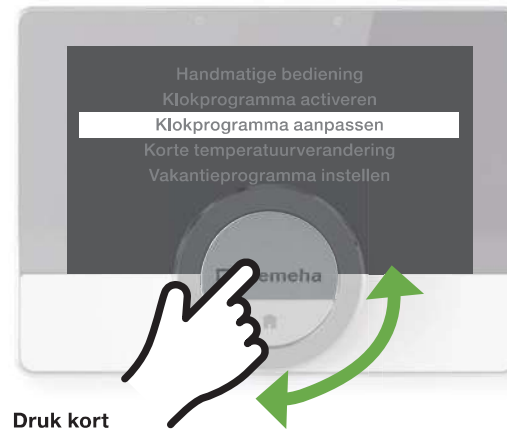 Handmatige bediening
Klokprogramma activeren
Klokprogramma aanpassen
Korte temperatuurverandering
Vakantieprogramma instellen
Druk kort